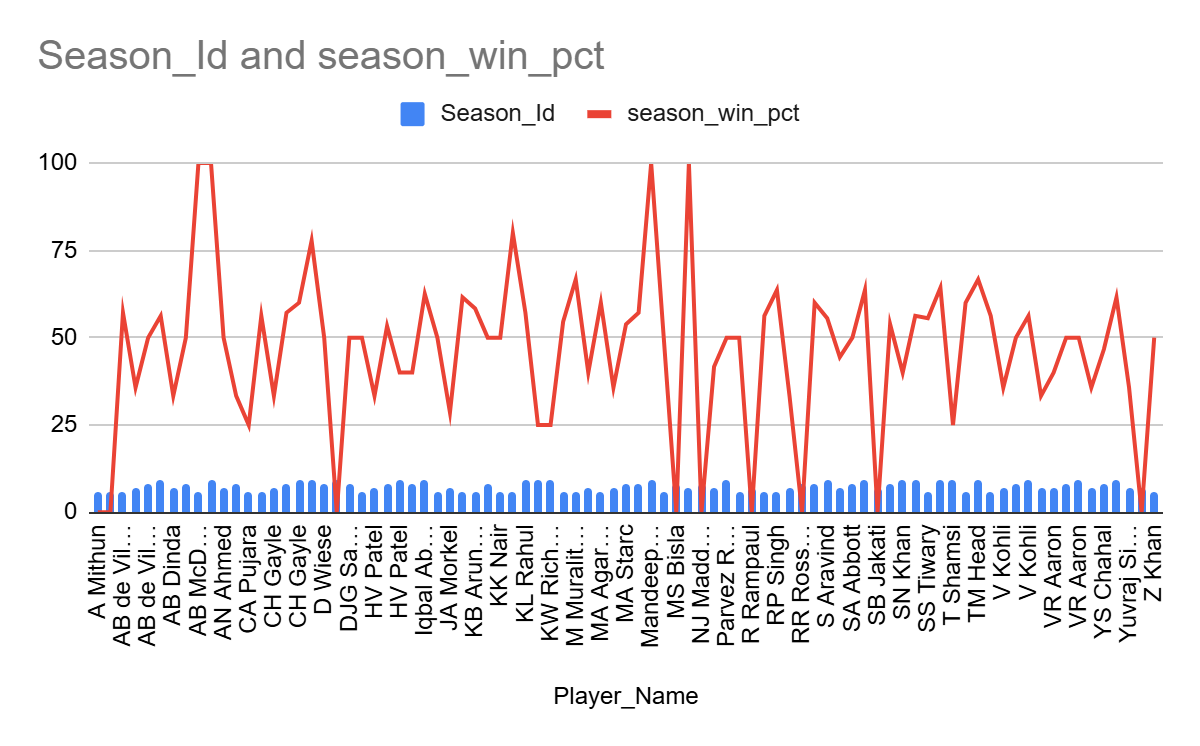 Season_Id and season_win_pct
Season_Id season_win_pct
100
75
50
25
0
A Mithun
AB de Vil…
AB de Vil…
AB Dinda
AB McD…
AN Ahmed
CA Pujara
CH Gayle
CH Gayle
D Wiese
DJG Sa…
HV Patel
HV Patel
Iqbal Ab…
JA Morkel
KB Arun…
KK Nair
KL Rahul
KW Rich…
M Muralit…
MA Agar…
MA Starc
Mandeep…
MS Bisla
NJ Madd…
Parvez R…
R Rampaul
RP Singh
RR Ross…
S Aravind
SA Abbott
SB Jakati
SN Khan
SS Tiwary
T Shamsi
TM Head
V Kohli
V Kohli
VR Aaron
VR Aaron
YS Chahal
Yuvraj Si…
Z Khan
Player_Name